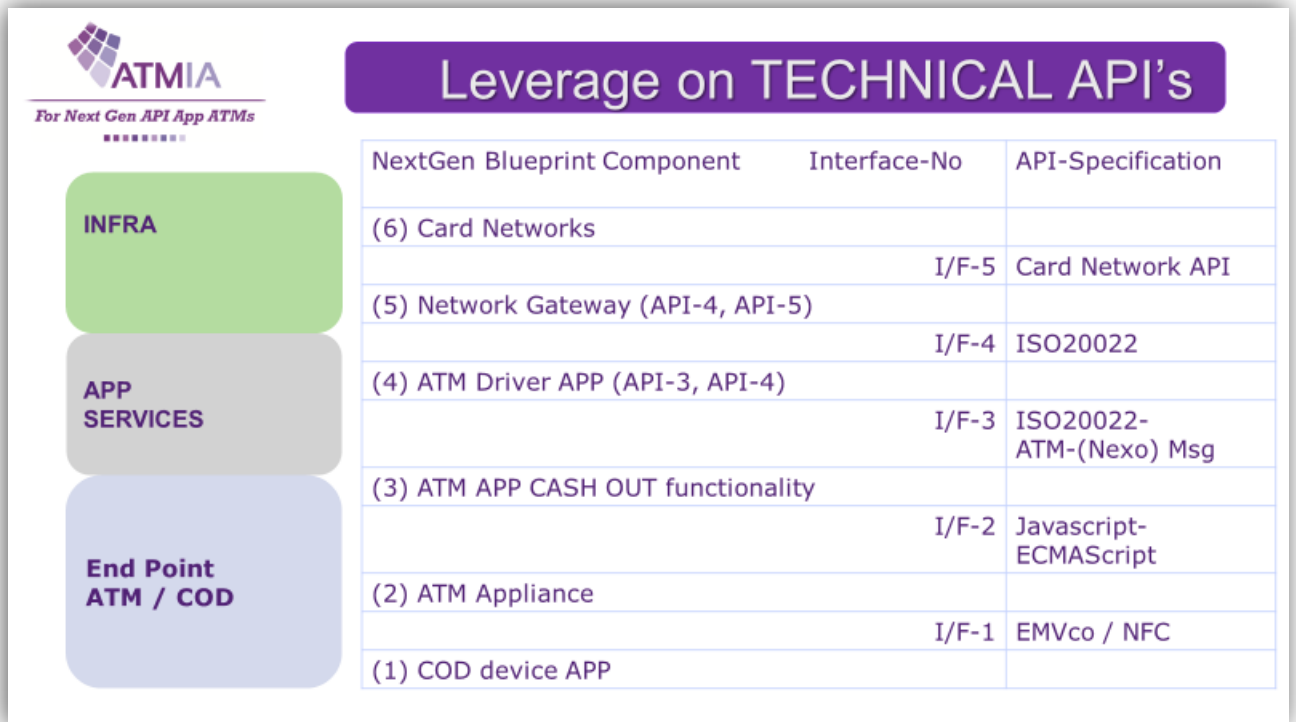 ATMIA
For Next Gen API App ATMs
Leverage on TECHNICAL API's
INFRA
APP
SERVICES
End Point
ATM / COD
NextGen Blueprint Component Interface-No API-Specification
(6) Card Networks
I/F-5 Card Network API
(5) Network Gateway (API-4, API-5)
I/F-4 ISO20022
(4) ATM Driver APP (API-3, API-4)
I/F-3 ISO20022-
ATM-(Nexo) Msg
(3) ATM APP CASH OUT functionality
I/F-2 Javascript-
ECMAScript
(2) ATM Appliance
I/F-1 EMVco / NFC
(1) COD device APP